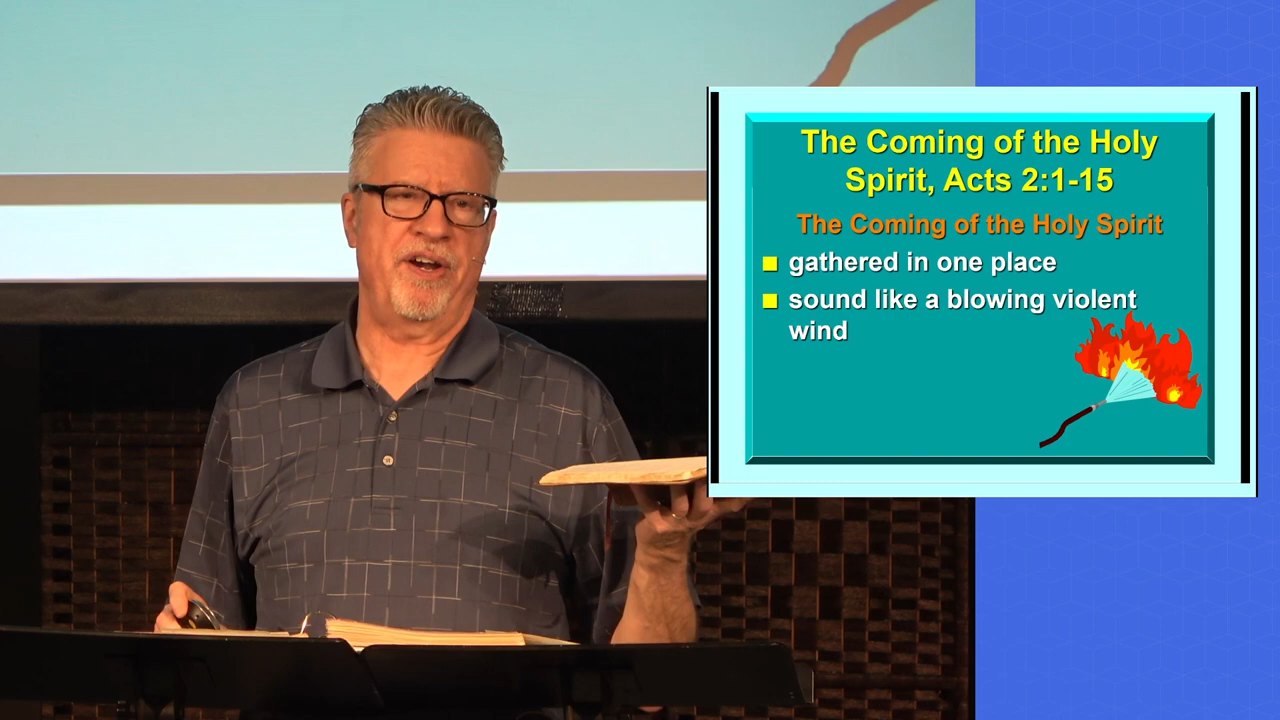 The Coming of the Holy
Spirit, Acts 2:1-15
The Coming of the Holy Spirit
gathered in one place
sound like a blowing violent
wind